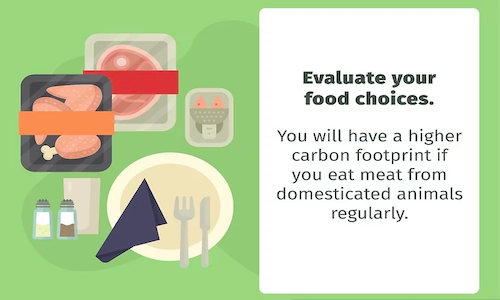 Evaluate your
food choices.
You will have a higher
carbon footprint if
you eat meat from
domesticated animals
regularly.